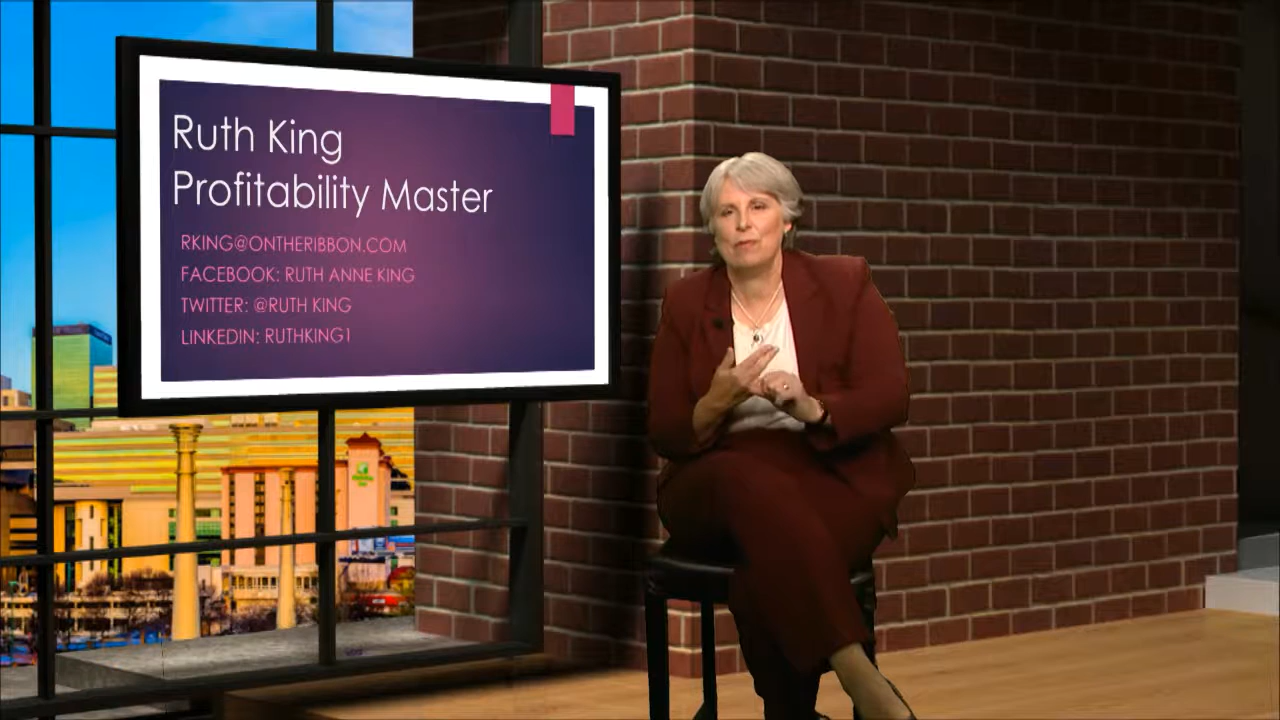 Ruth King
Profitability Master
RKING@ONTHERIBBON.COM
FACEBOOK: RUTH ANNE KING
TWITTER: @RUTH KING
LINKEDIN: RUTHKING1